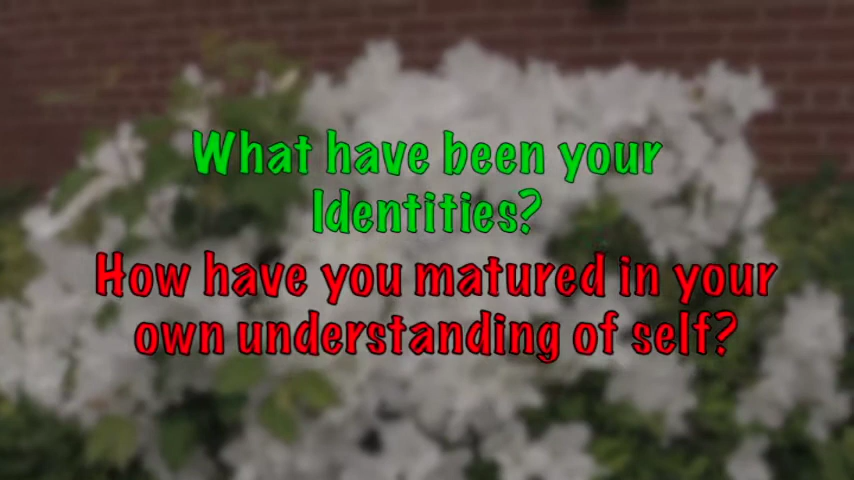 What have been your
Identities?
How have you matured in your
own understanding of self?